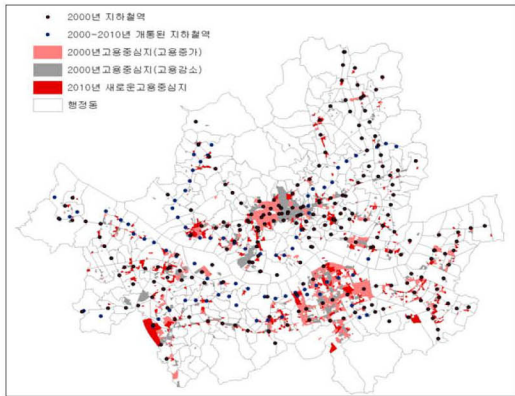 2000년 지하철역
2000-2010년 개통된 지하철역
2000년고용중심지(고용증가)
2000년고용중심지(고용감소)
2010년 새로운고용중심지
행정동